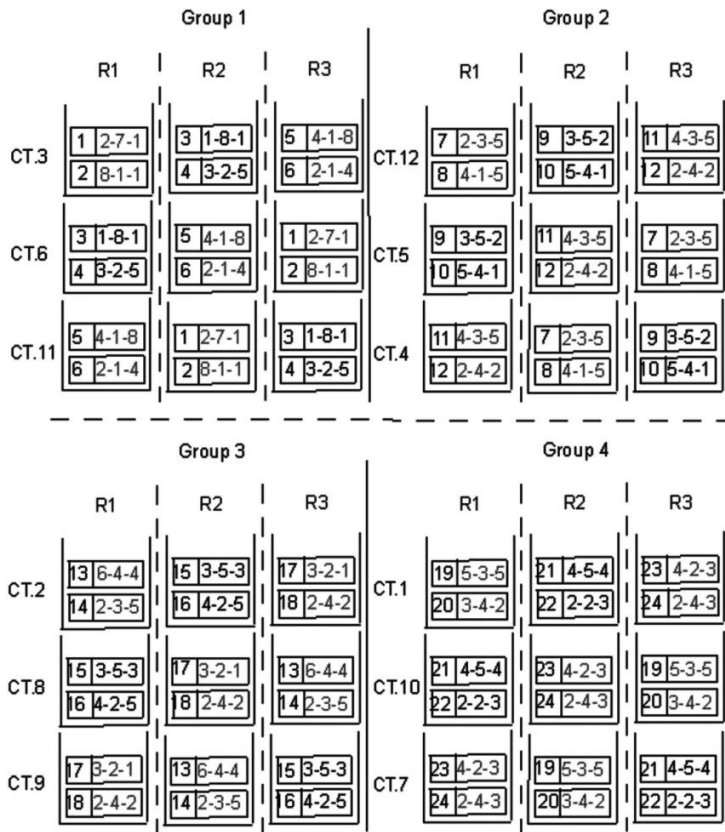 Group 1 Group 2
R1 R2 R3 R1 R2 R3
1 2-7-1 3 1-8-1 5 4-1-8 7 2-3-5 9 3-5-2 11 4-3-5
CT.3 CT.12
2 8-1-1 4 3-2-5 6 2-1-4 8 4-1-5 10 5-4-1 12 2-4-2
3 1-8-1 5 4-1-8 1 2-7-1 9 3-5-2 11 4-3-5 7 2-3-5
CT.6 CT.5
4 3-2-5 6 2-1-4 2 8-1-1 10 5-4-1 12 2-4-2 8 4-1-5
5 4-1-8 1 2-7-1 3 1-8-1 11 4-3-5 7 2-3-5 9 3-5-2
CT.11 CT.4
6 2-1-4 2 8-1-1 4 3-2-5 12 2-4-2 8 4-1-5 10 5-4-1
Group 3 Group 4
R1 R2 R3 R1 R2 R3
13 6-4-4 15 3-5-3 17 3-2-1 19 5-3-5 21 4-5-4 23 4-2-3
CT.2 CT.1
14 2-3-5 16 4-2-5 18 2-4-2 20 3-4-2 22 2-2-3 24 2-4-3
15 3-5-3 17 3-2-1 13 6-4-4 21 4-5-4 23 4-2-3 19 5-3-5
CT.8 CT.10
16 4-2-5 18 2-4-2 14 2-3-5 22 2-2-3 24 2-4-3 20 3-4-2
17 3-2-1 13 6-4-4 15 3-5-3 23 4-2-3 19 5-3-5 21 4-5-4
CT.9 CT.7
18 2-4-2 14 2-3-5 16 4-2-5 24 2-4-3 20 3-4-2 22 2-2-3